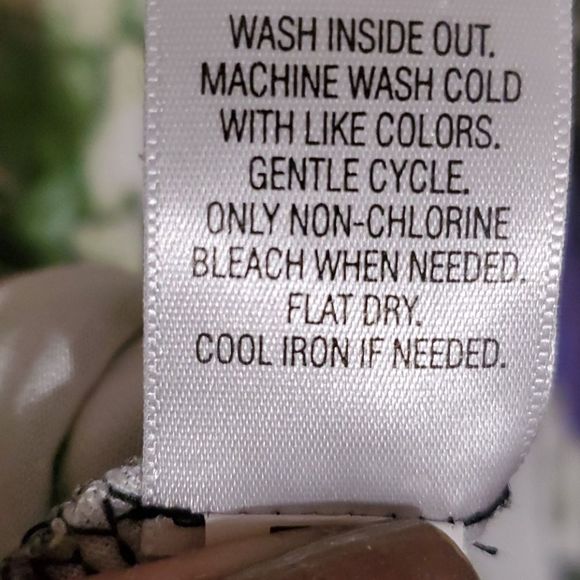 WASH INSIDE OUT.
MACHINE WASH COLD
WITH LIKE COLORS.
GENTLE CYCLE.
ONLY NON-CHLORINE
BLEACH WHEN NEEDED.
FLAT DRY.
COOL IRON IF NEEDED.